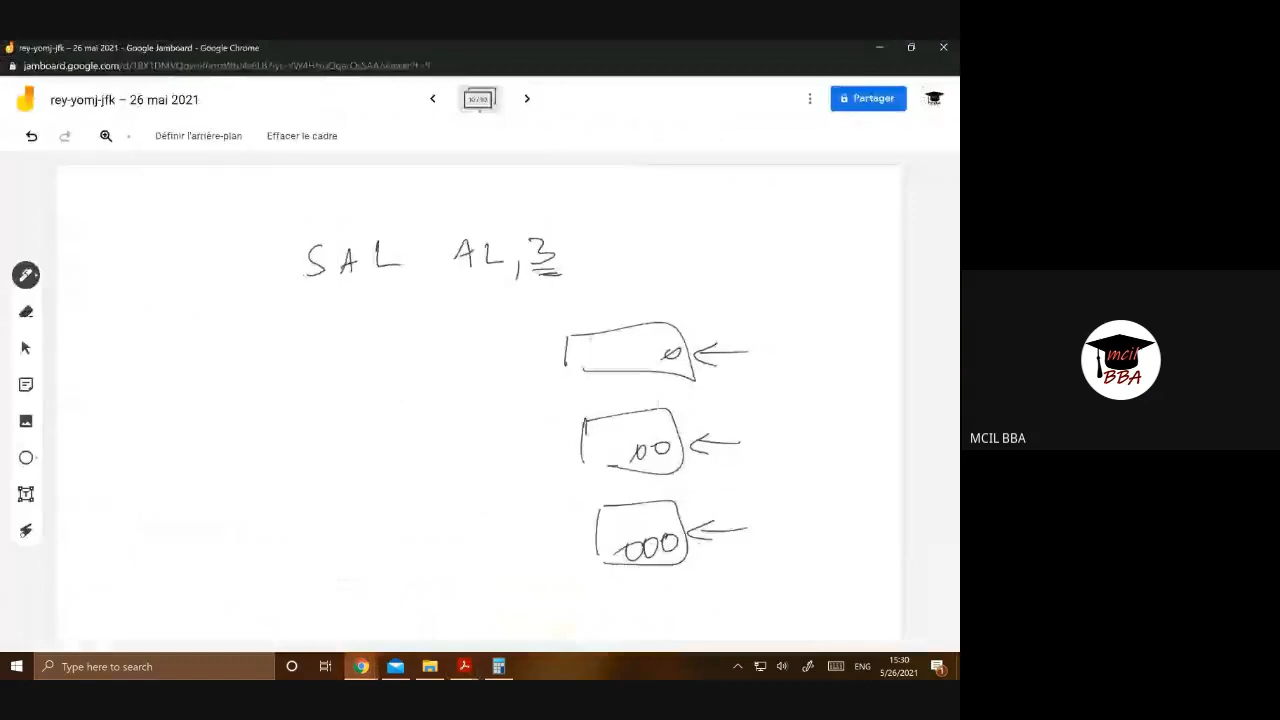 rey-yomj-jfk – 26 mai 2021 - Google Jamboard - Google Chrome
rey-yomj-jfk – 26 mai 2021
Partager
Définir l'arrière-plan
Effacer le cadre
SAL AL,3
0
00
000
mcil
BBA
MCIL BBA
Type here to search
ENG
15:30
5/26/2021